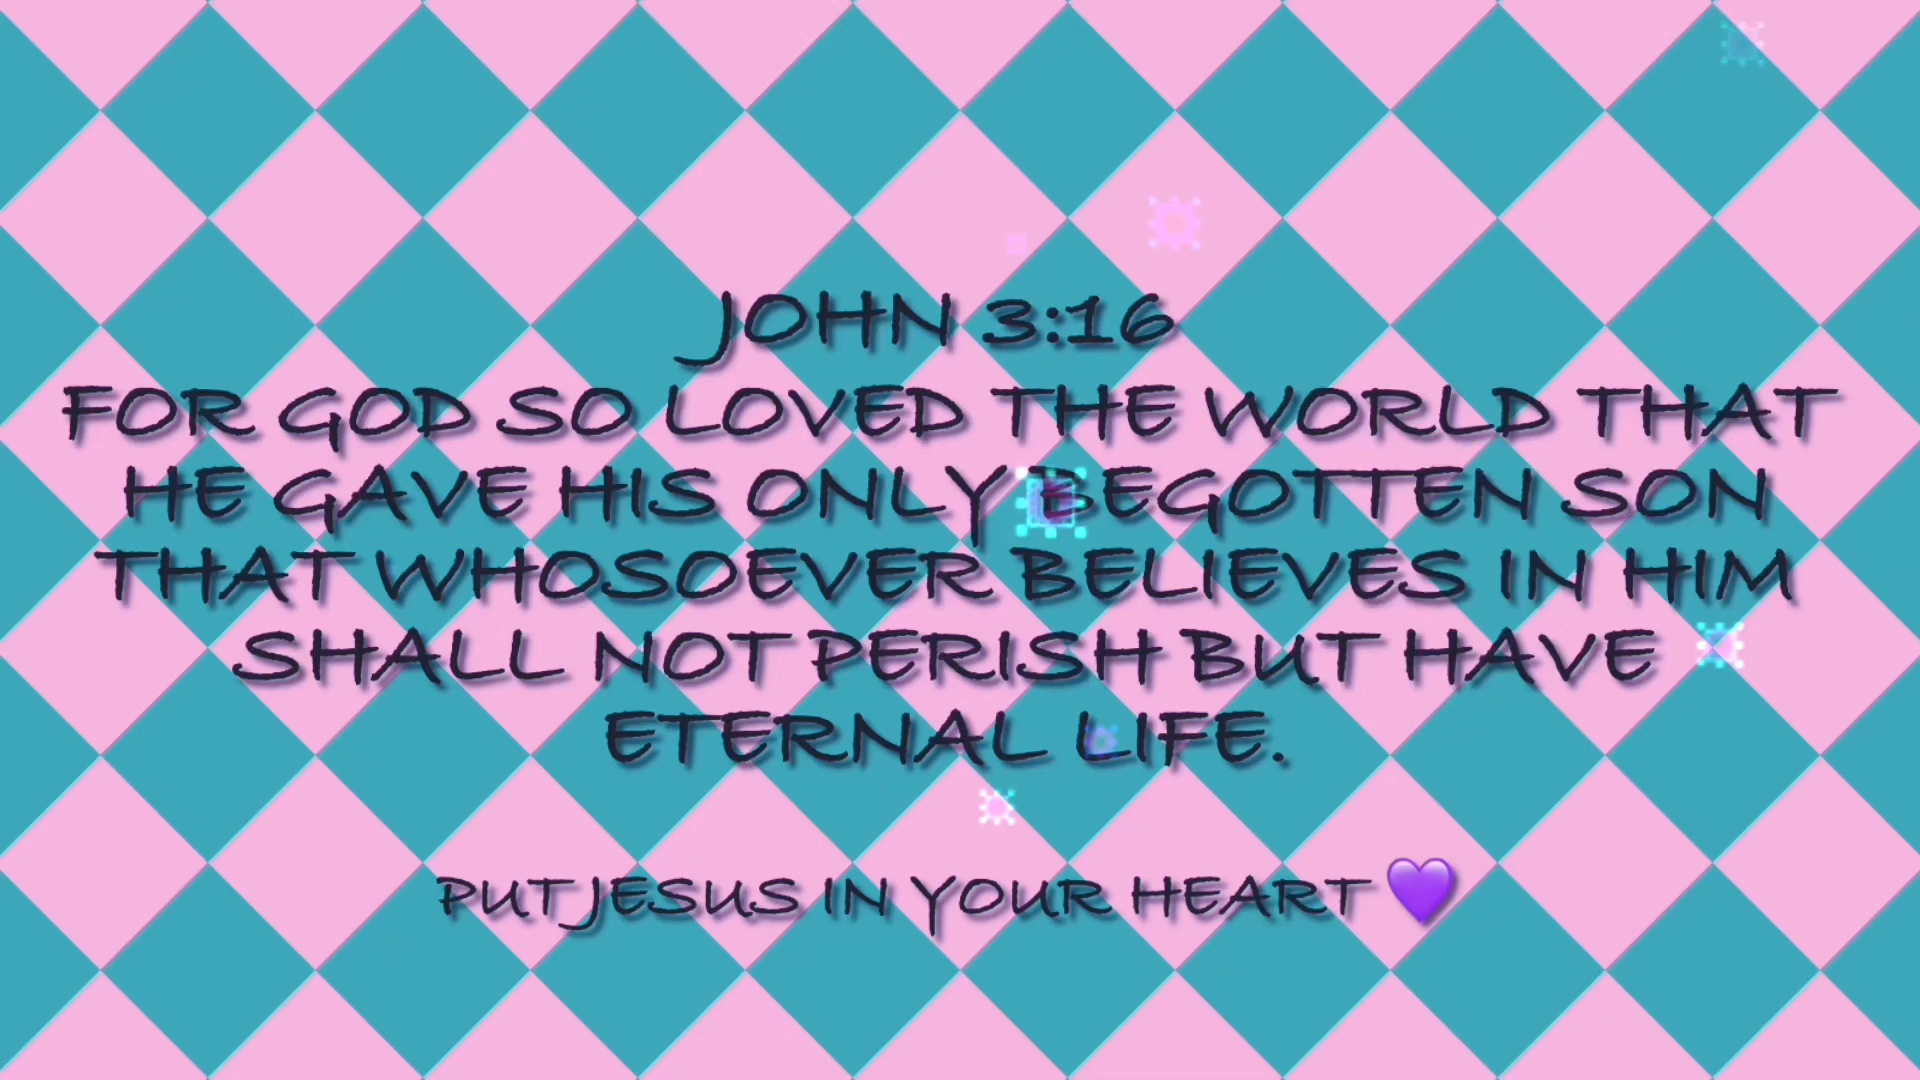 JOHN 3:16
FOR GOD SO LOVED THE WORLD THAT
HE GAVE HIS ONLY BEGOTTEN SON
THAT WHOSOEVER BELIEVES IN HIM
SHALL NOT PERISH BUT HAVE
ETERNAL LIFE.
PUT JESUS IN YOUR HEART 💜